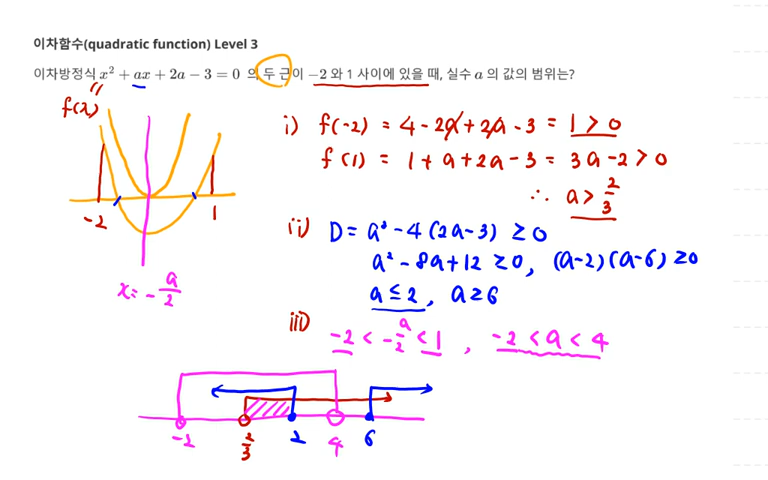 이차함수(quadratic function) Level 3
이차방정식 x² + ax + 2a − 3 = 0 의 두 근이 −2 와 1 사이에 있을 때, 실수 a 의 값의 범위는?
f(x)
i) f(-2) = 4 - 2a + 2a - 3 = 1 > 0
f(1) = 1 + a + 2a - 3 = 3a - 2 > 0
∴ a > 2/3
-2 1
x = - a/2
ii) D = a² - 4(2a-3) ≥ 0
a² - 8a + 12 ≥ 0, (a-2)(a-6) ≥ 0
a ≤ 2, a ≥ 6
iii) -2 < - a/2 < 1, -2 < a < 4
-2 2/3 2 4 6